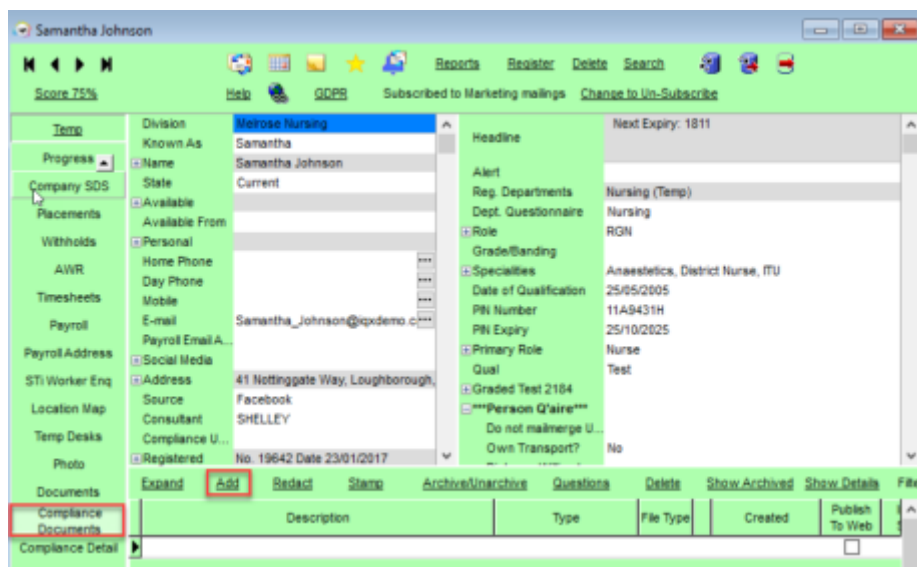 Samantha Johnson
Reports Register Delete Search
Score 75% Help GDPR Subscribed to Marketing mailings Change to Un-Subscribe
Temp
Progress
Company SDS
Placements
Withholds
AWR
Timesheets
Payroll
Payroll Address
STi Worker Enq
Location Map
Temp Desks
Photo
Documents
Compliance Documents
Compliance Detail
Division Melrose Nursing
Known As Samantha
Name Samantha Johnson
State Current
Available
Available From
Personal
Home Phone
Day Phone
Mobile
E-mail Samantha_Johnson@iqxdemo.c
Payroll Email A...
Social Media
Address 41 Nottinggate Way, Loughborough,
Source Facebook
Consultant SHELLEY
Compliance U...
Registered No. 19642 Date 23/01/2017
Headline Next Expiry: 1811
Alert
Reg. Departments Nursing (Temp)
Dept. Questionnaire Nursing
Role RGN
Grade/Banding
Specialities Anaestetics, District Nurse, ITU
Date of Qualification 25/05/2005
PIN Number 11A9431H
PIN Expiry 25/10/2025
Primary Role Nurse
Qual Test
Graded Test 2184
***Person Q'aire***
Do not mailmerge U...
Own Transport? No
Expand Add Redact Stamp Archive/Unarchive Questions Delete Show Archived Show Details Filte
Description Type File Type Created Publish To Web